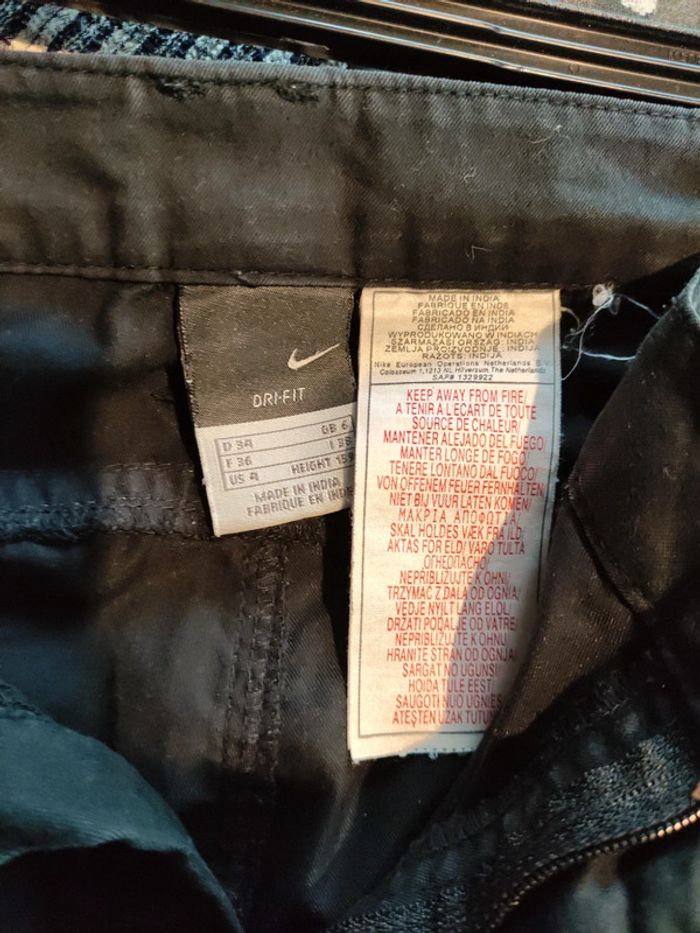 DRI-FIT
D 34 GB 6
F 36 I 38
US 4 HEIGHT 159
MADE IN INDIA
FABRIQUE EN INDE
MADE IN INDIA
FABRIQUE EN INDE
FABRICADO EN INDIA
FABRICADO NA INDIA
СДЕЛАНО В ИНДИИ
WYPRODUKOWANO W INDIACH
SZARMAZASI ORSZAG: INDIA
ZEMLJA PROIZVODNJE: INDIJA
RAZOTS: INDIJA
Nike European Operations Netherlands B.V.
Colosseum 1,1213 NL Hilversum The Netherlands
SAP# 1329922
KEEP AWAY FROM FIRE/
A TENIR A L ECART DE TOUTE
SOURCE DE CHALEUR/
MANTENER ALEJADO DEL FUEGO/
MANTER LONGE DE FOGO/
TENERE LONTANO DAL FUOCO/
VON OFFENEM FEUER FERNHALTEN/
NIET BIJ VUUR LATEN KOMEN/
ΜΑΚΡΙΑ ΑΠΟ ΦΩΤΙΑ/
SKAL HOLDES VÆK FRA ILD/
AKTAS FOR ELD/ VARO TULTA
ОГНЕОПАСНО/
NEPRIBLIZUJTE K OHNI/
TRZYMAĆ Z DALA OD OGNIA/
VEDJE NYILT LANG ELOL/
DRŽATI PODALJE OD VATRE/
NEPRIBLIŽUJTE K OHNU/
HRANITE STRAN OD OGNJA/
SARGAT NO UGUNS/
HOIDA TULE EEST
SAUGOTI NUO UGNIES
ATEŞTEN UZAK TUTUN